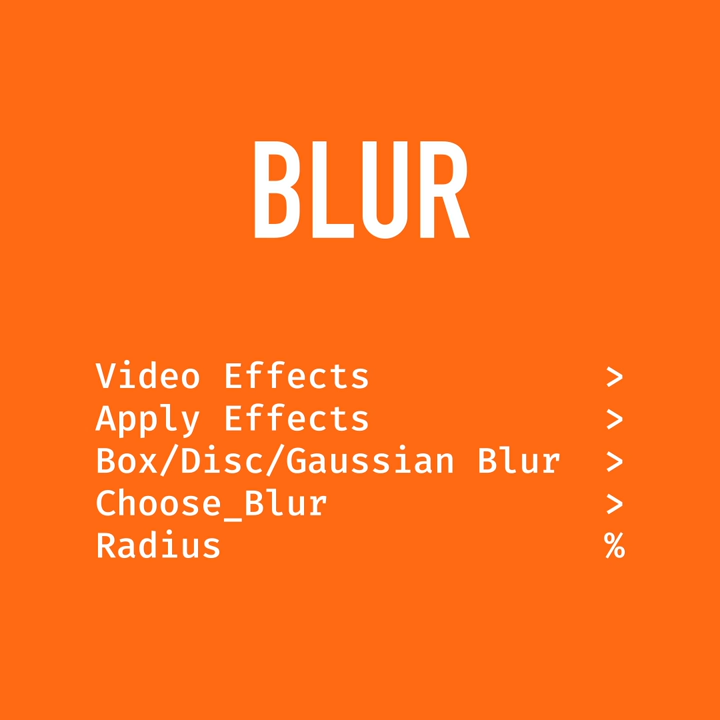 BLUR
Video Effects >
Apply Effects >
Box/Disc/Gaussian Blur >
Choose_Blur >
Radius %